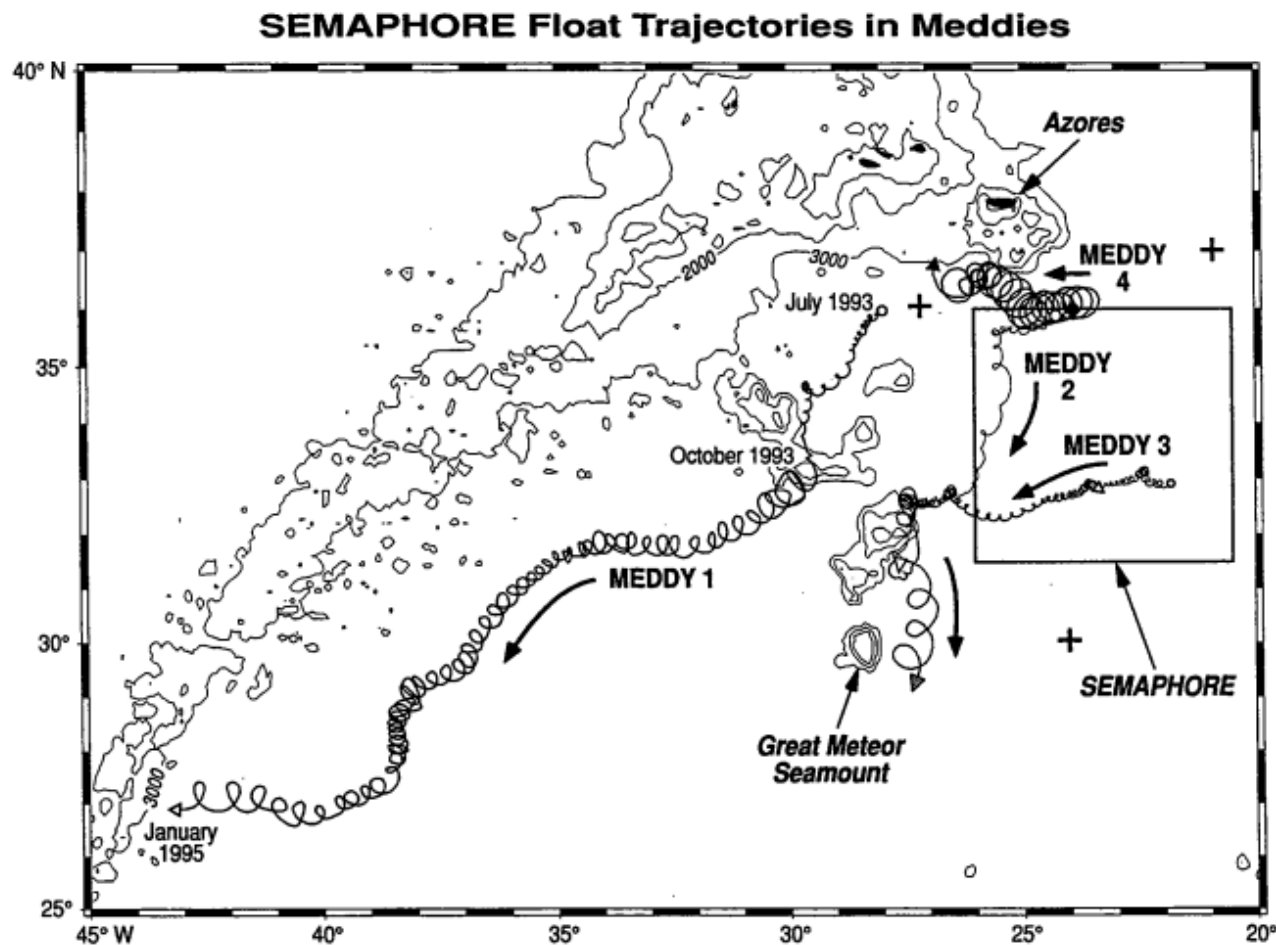 SEMAPHORE Float Trajectories in Meddies
40° N
Azores
3000
2000
MEDDY
4
July 1993
35°
MEDDY
2
MEDDY 3
October 1993
MEDDY 1
30°
SEMAPHORE
Great Meteor
Seamount
3000
January
1995
25°
45° W
40°
35°
30°
25°
20°